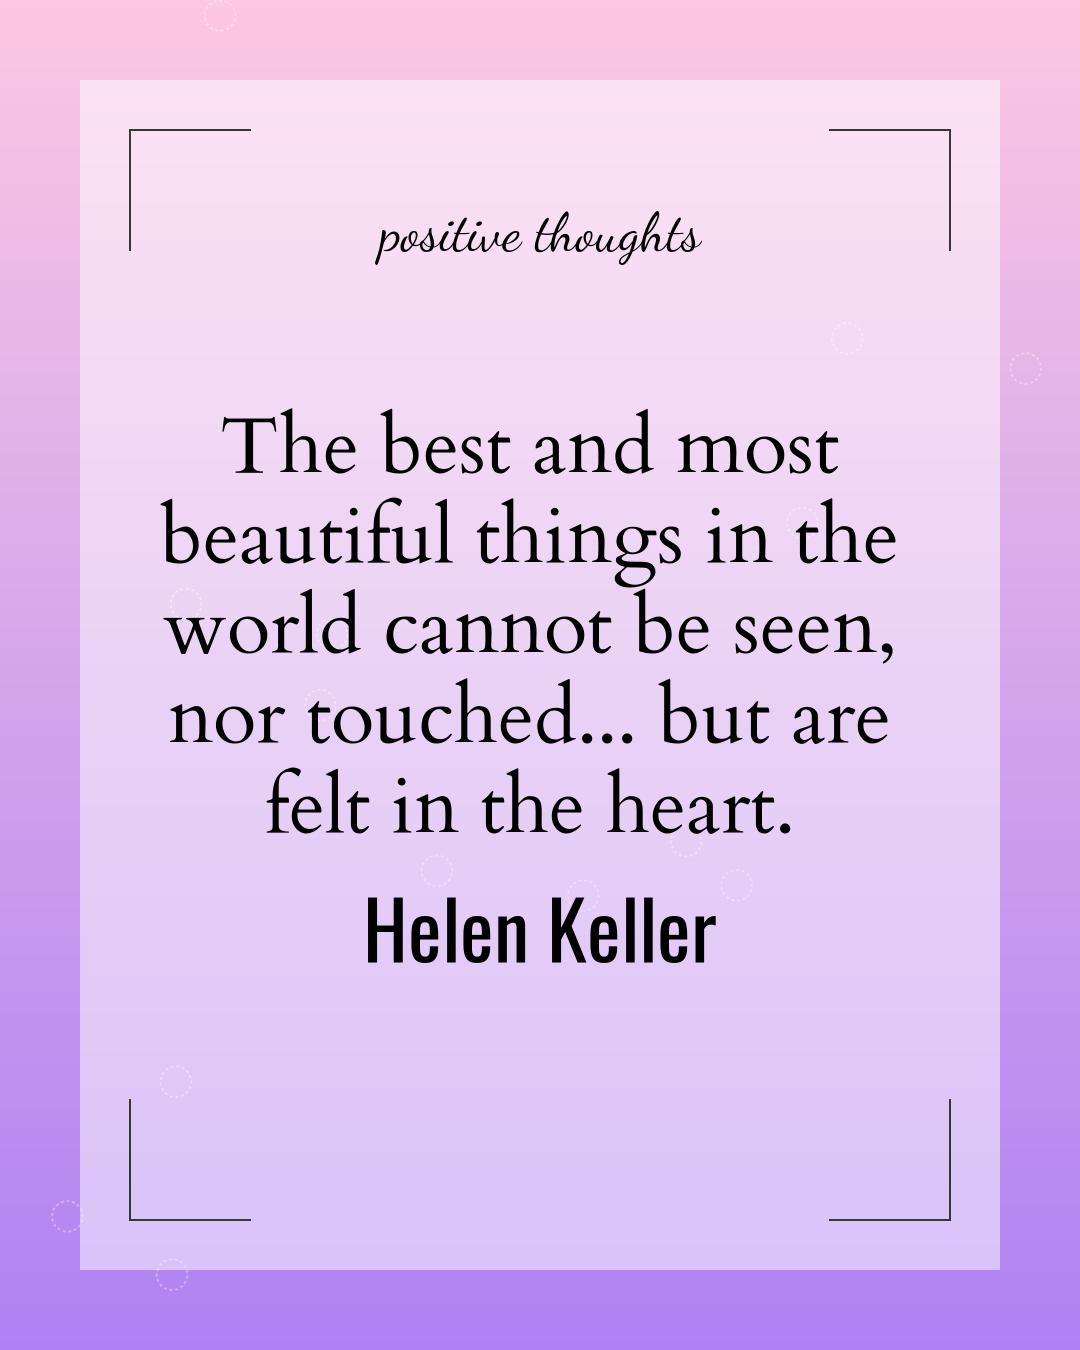 positive thoughts
The best and most
beautiful things in the
world cannot be seen,
nor touched... but are
felt in the heart.
Helen Keller